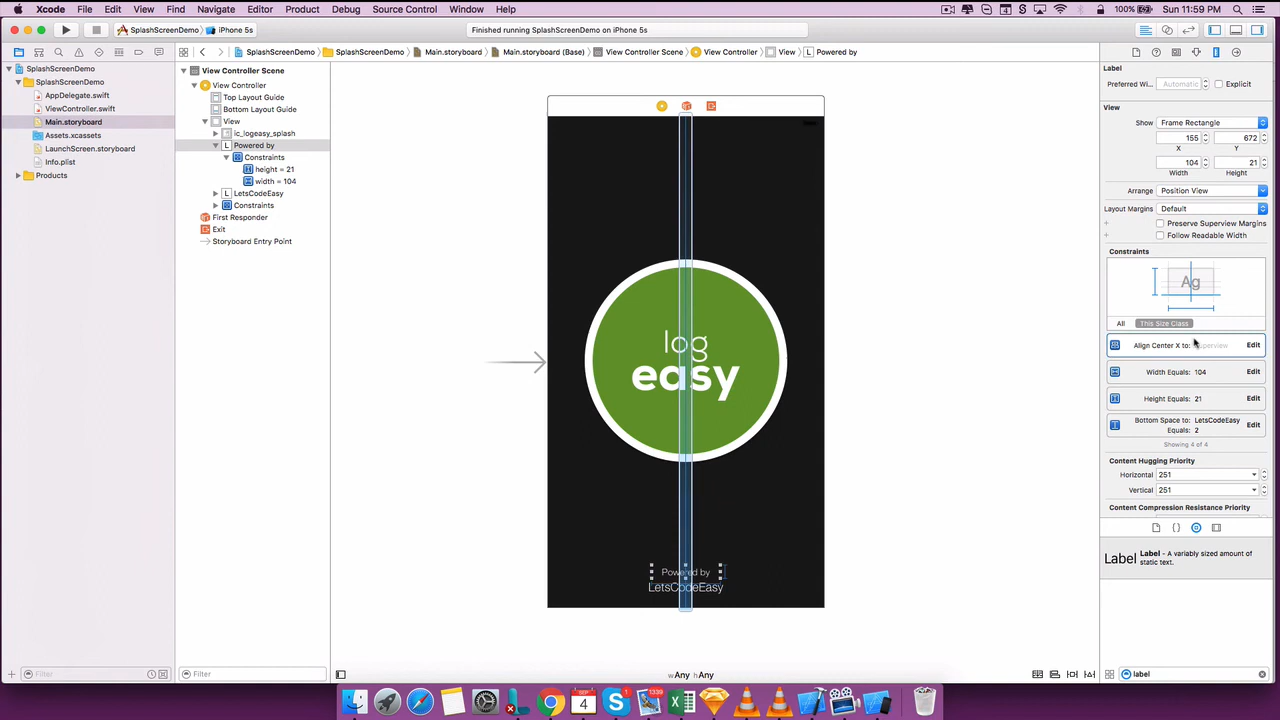 Xcode File Edit View Find Navigate Editor Product Debug Source Control Window Help 100% Sun 11:59 PM
SplashScreenDemo iPhone 5s Finished running SplashScreenDemo on iPhone 5s
SplashScreenDemo SplashScreenDemo Main.storyboard Main.storyboard (Base) View Controller Scene View Controller View L Powered by
SplashScreenDemo
SplashScreenDemo
AppDelegate.swift
ViewController.swift
Main.storyboard
Assets.xcassets
LaunchScreen.storyboard
Info.plist
Products
View Controller Scene
View Controller
Top Layout Guide
Bottom Layout Guide
View
ic_logeasy_splash
L Powered by
Constraints
height = 21
width = 104
L LetsCodeEasy
Constraints
First Responder
Exit
Storyboard Entry Point
log
easy
Powered by
LetsCodeEasy
Label
Preferred Wi... Automatic Explicit
View
Show Frame Rectangle
155 672
X Y
104 21
Width Height
Arrange Position View
Layout Margins Default
Preserve Superview Margins
Follow Readable Width
Constraints
Ag
All This Size Class
Align Center X to: Superview Edit
Width Equals: 104 Edit
Height Equals: 21 Edit
Bottom Space to: LetsCodeEasy
Equals: 2 Edit
Showing 4 of 4
Content Hugging Priority
Horizontal 251
Vertical 251
Content Compression Resistance Priority
{ }
Label Label - A variably sized amount of static text.
Filter Filter wAny hAny label
SEP
4
1
1339